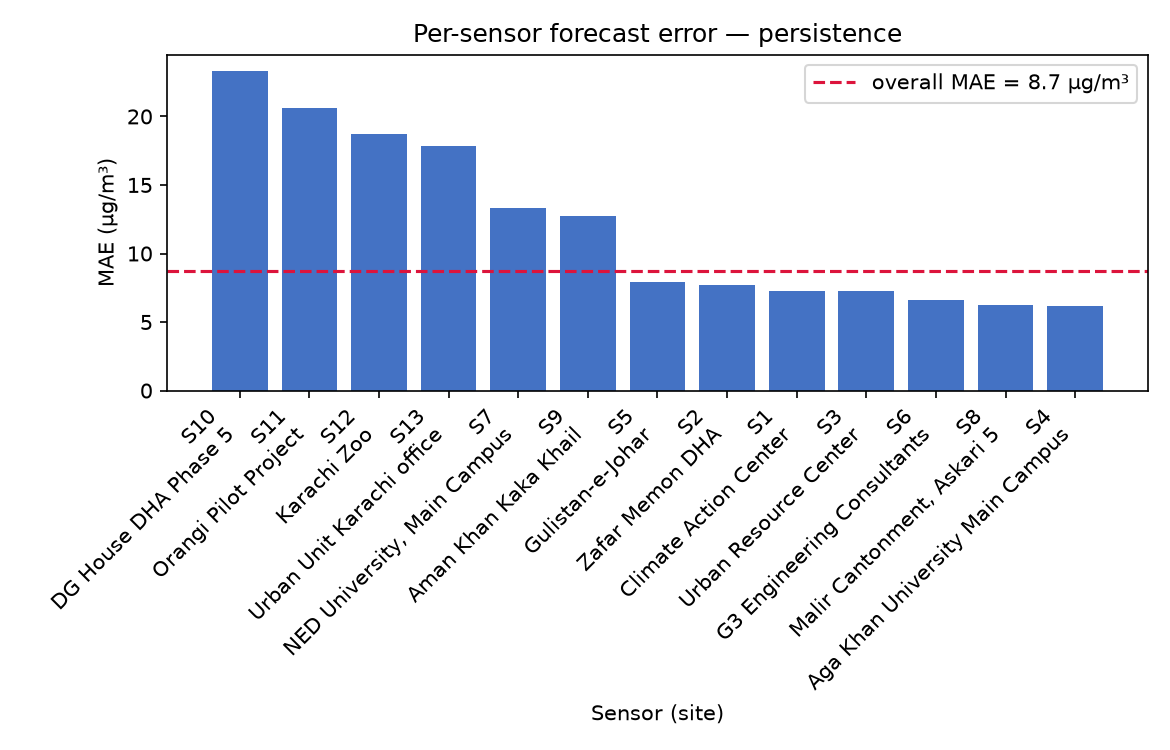 Per-sensor forecast error — persistence
overall MAE = 8.7 µg/m³
MAE (µg/m³)
20
15
10
5
0
S10
DG House DHA Phase 5
S11
Orangi Pilot Project
S12
Karachi Zoo
S13
Urban Unit Karachi office
S7
NED University, Main Campus
S9
Aman Khan Kaka Khail
S5
Gulistan-e-Johar
S2
Zafar Memon DHA
S1
Climate Action Center
S3
Urban Resource Center
S6
G3 Engineering Consultants
S8
Malir Cantonment, Askari 5
S4
Aga Khan University Main Campus
Sensor (site)